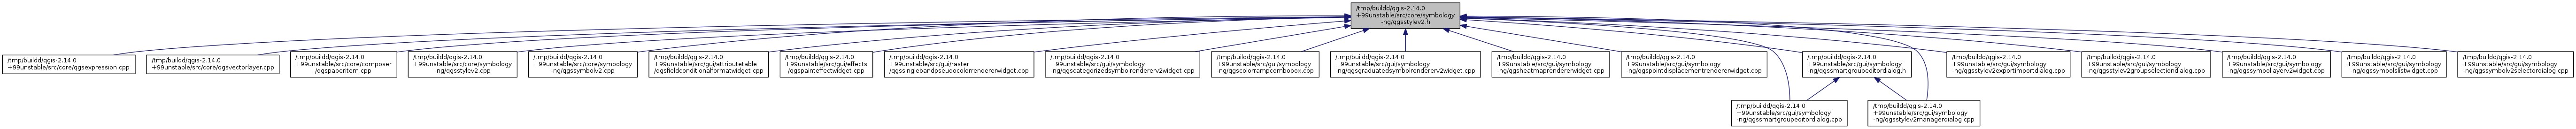 /tmp/buildd/qgis-2.14.0
+99unstable/src/core/symbology
-ng/qgsstylev2.h
/tmp/buildd/qgis-2.14.0
+99unstable/src/core/qgsexpression.cpp
/tmp/buildd/qgis-2.14.0
+99unstable/src/core/qgsvectorlayer.cpp
/tmp/buildd/qgis-2.14.0
+99unstable/src/core/composer
/qgspaperitem.cpp
/tmp/buildd/qgis-2.14.0
+99unstable/src/core/symbology
-ng/qgsstylev2.cpp
/tmp/buildd/qgis-2.14.0
+99unstable/src/core/symbology
-ng/qgssymbolv2.cpp
/tmp/buildd/qgis-2.14.0
+99unstable/src/gui/attributetable
/qgsfieldconditionalformatwidget.cpp
/tmp/buildd/qgis-2.14.0
+99unstable/src/gui/effects
/qgspainteffectwidget.cpp
/tmp/buildd/qgis-2.14.0
+99unstable/src/gui/raster
/qgssinglebandpseudocolorrendererwidget.cpp
/tmp/buildd/qgis-2.14.0
+99unstable/src/gui/symbology
-ng/qgscategorizedsymbolrendererv2widget.cpp
/tmp/buildd/qgis-2.14.0
+99unstable/src/gui/symbology
-ng/qgscolorrampcombobox.cpp
/tmp/buildd/qgis-2.14.0
+99unstable/src/gui/symbology
-ng/qgsgraduatedsymbolrendererv2widget.cpp
/tmp/buildd/qgis-2.14.0
+99unstable/src/gui/symbology
-ng/qgsheatmaprendererwidget.cpp
/tmp/buildd/qgis-2.14.0
+99unstable/src/gui/symbology
-ng/qgspointdisplacementrendererwidget.cpp
/tmp/buildd/qgis-2.14.0
+99unstable/src/gui/symbology
-ng/qgssmartgroupeditordialog.h
/tmp/buildd/qgis-2.14.0
+99unstable/src/gui/symbology
-ng/qgsstylev2exportimportdialog.cpp
/tmp/buildd/qgis-2.14.0
+99unstable/src/gui/symbology
-ng/qgsstylev2groupselectiondialog.cpp
/tmp/buildd/qgis-2.14.0
+99unstable/src/gui/symbology
-ng/qgssymbollayerv2widget.cpp
/tmp/buildd/qgis-2.14.0
+99unstable/src/gui/symbology
-ng/qgssymbolslistwidget.cpp
/tmp/buildd/qgis-2.14.0
+99unstable/src/gui/symbology
-ng/qgssymbolv2selectordialog.cpp
/tmp/buildd/qgis-2.14.0
+99unstable/src/gui/symbology
-ng/qgssmartgroupeditordialog.cpp
/tmp/buildd/qgis-2.14.0
+99unstable/src/gui/symbology
-ng/qgsstylev2managerdialog.cpp